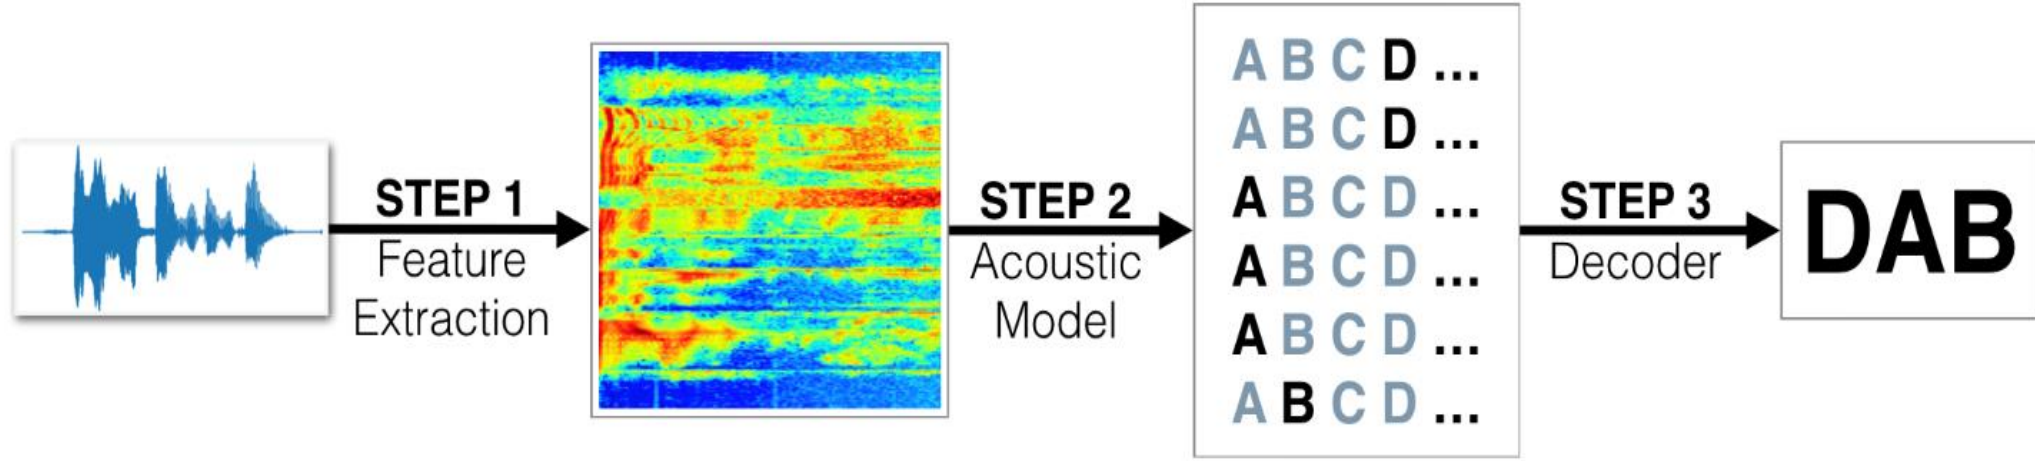 STEP 1
Feature
Extraction
STEP 2
Acoustic
Model
A B C D ...
A B C D ...
A B C D ...
A B C D ...
A B C D ...
A B C D ...
STEP 3
Decoder
DAB